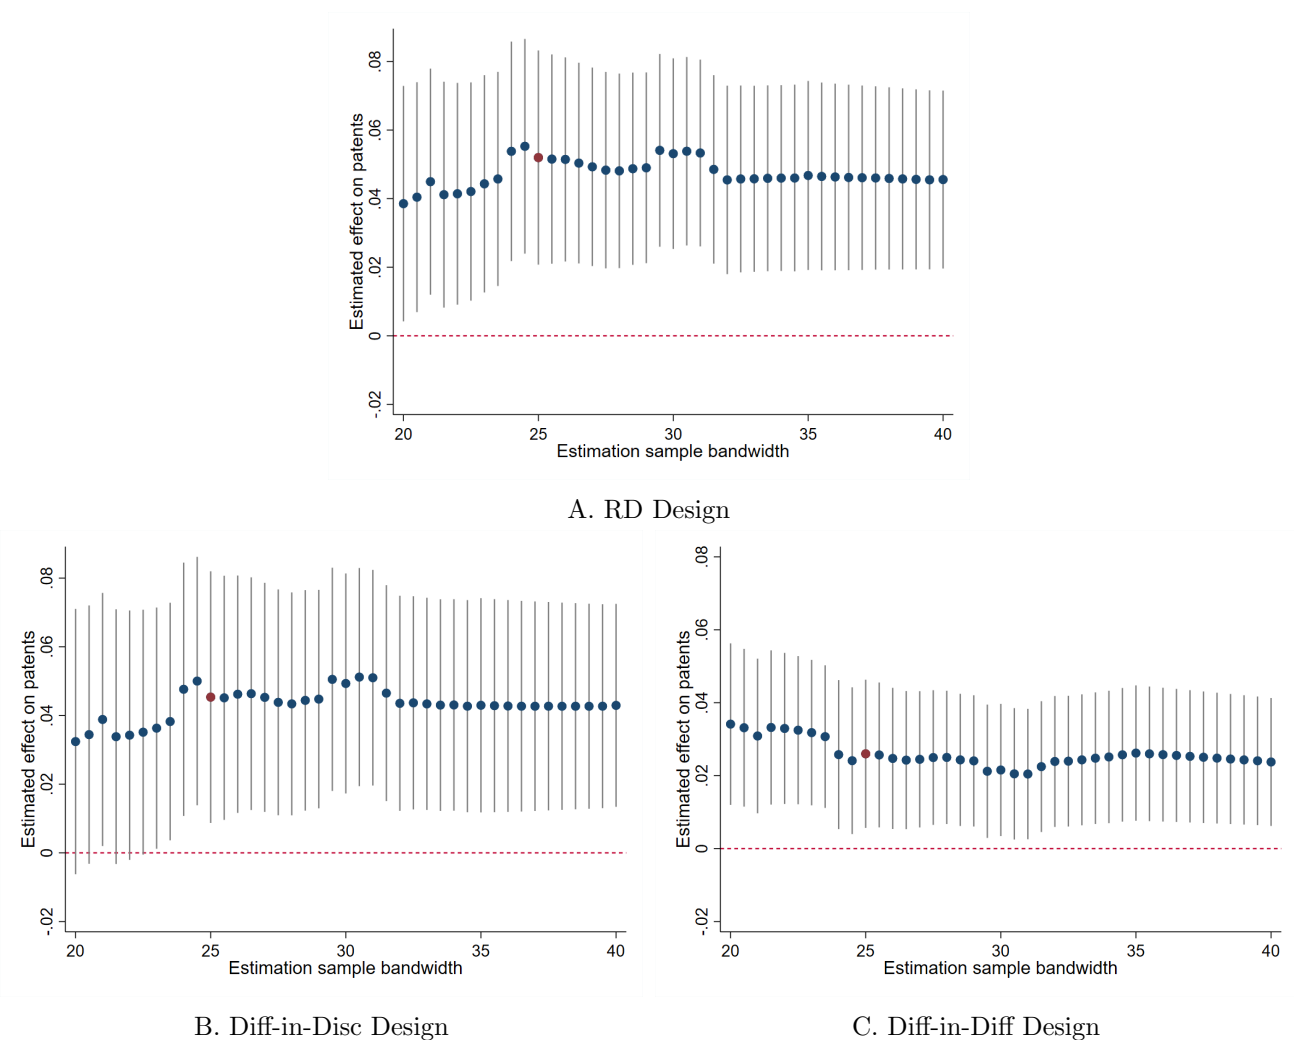 Estimated effect on patents
.08
.06
.04
.02
0
-.02
20 25 30 35 40
Estimation sample bandwidth
A. RD Design
Estimated effect on patents
.08
.06
.04
.02
0
-.02
20 25 30 35 40
Estimation sample bandwidth
B. Diff-in-Disc Design
Estimated effect on patents
.08
.06
.04
.02
0
-.02
20 25 30 35 40
Estimation sample bandwidth
C. Diff-in-Diff Design